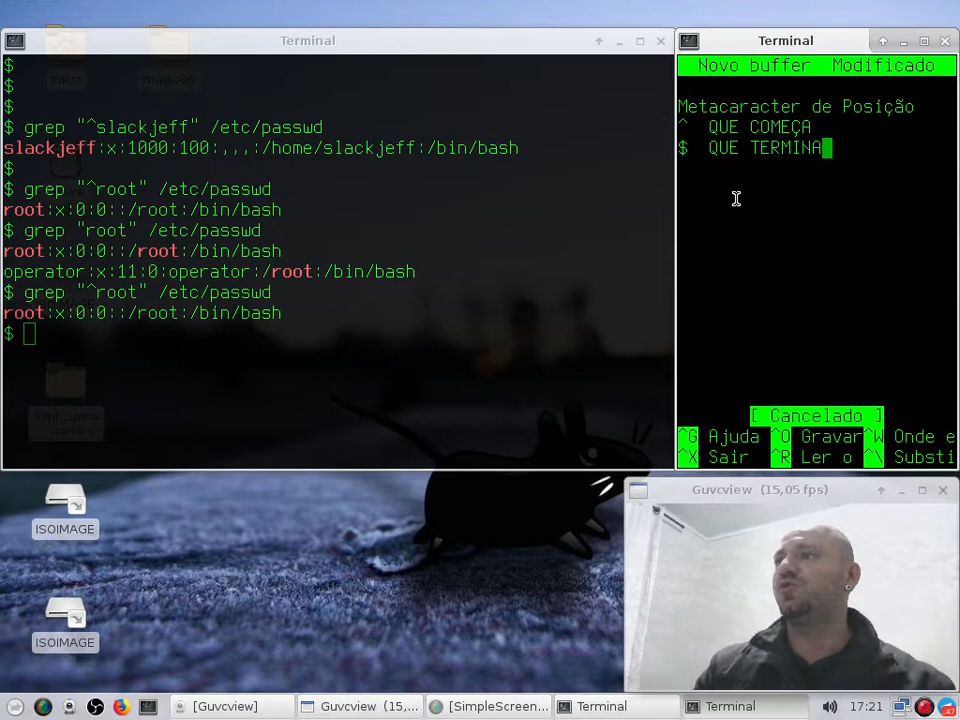 Terminal
$
$
$
$ grep "^slackjeff" /etc/passwd
slackjeff:x:1000:100:,,,:/home/slackjeff:/bin/bash
$
$ grep "^root" /etc/passwd
root:x:0:0::/root:/bin/bash
$ grep "root" /etc/passwd
root:x:0:0::/root:/bin/bash
operator:x:11:0:operator:/root:/bin/bash
$ grep "^root" /etc/passwd
root:x:0:0::/root:/bin/bash
$
Terminal
Novo buffer Modificado
Metacaracter de Posição
^ QUE COMEÇA
$ QUE TERMINA
[ Cancelado ]
^G Ajuda ^O Gravar ^W Onde e
^X Sair ^R Ler o ^\ Substi
ISOIMAGE
ISOIMAGE
Guvcview (15,05 fps)
[Guvcview]
Guvcview (15,...
[SimpleScreen...
Terminal
Terminal
17:21